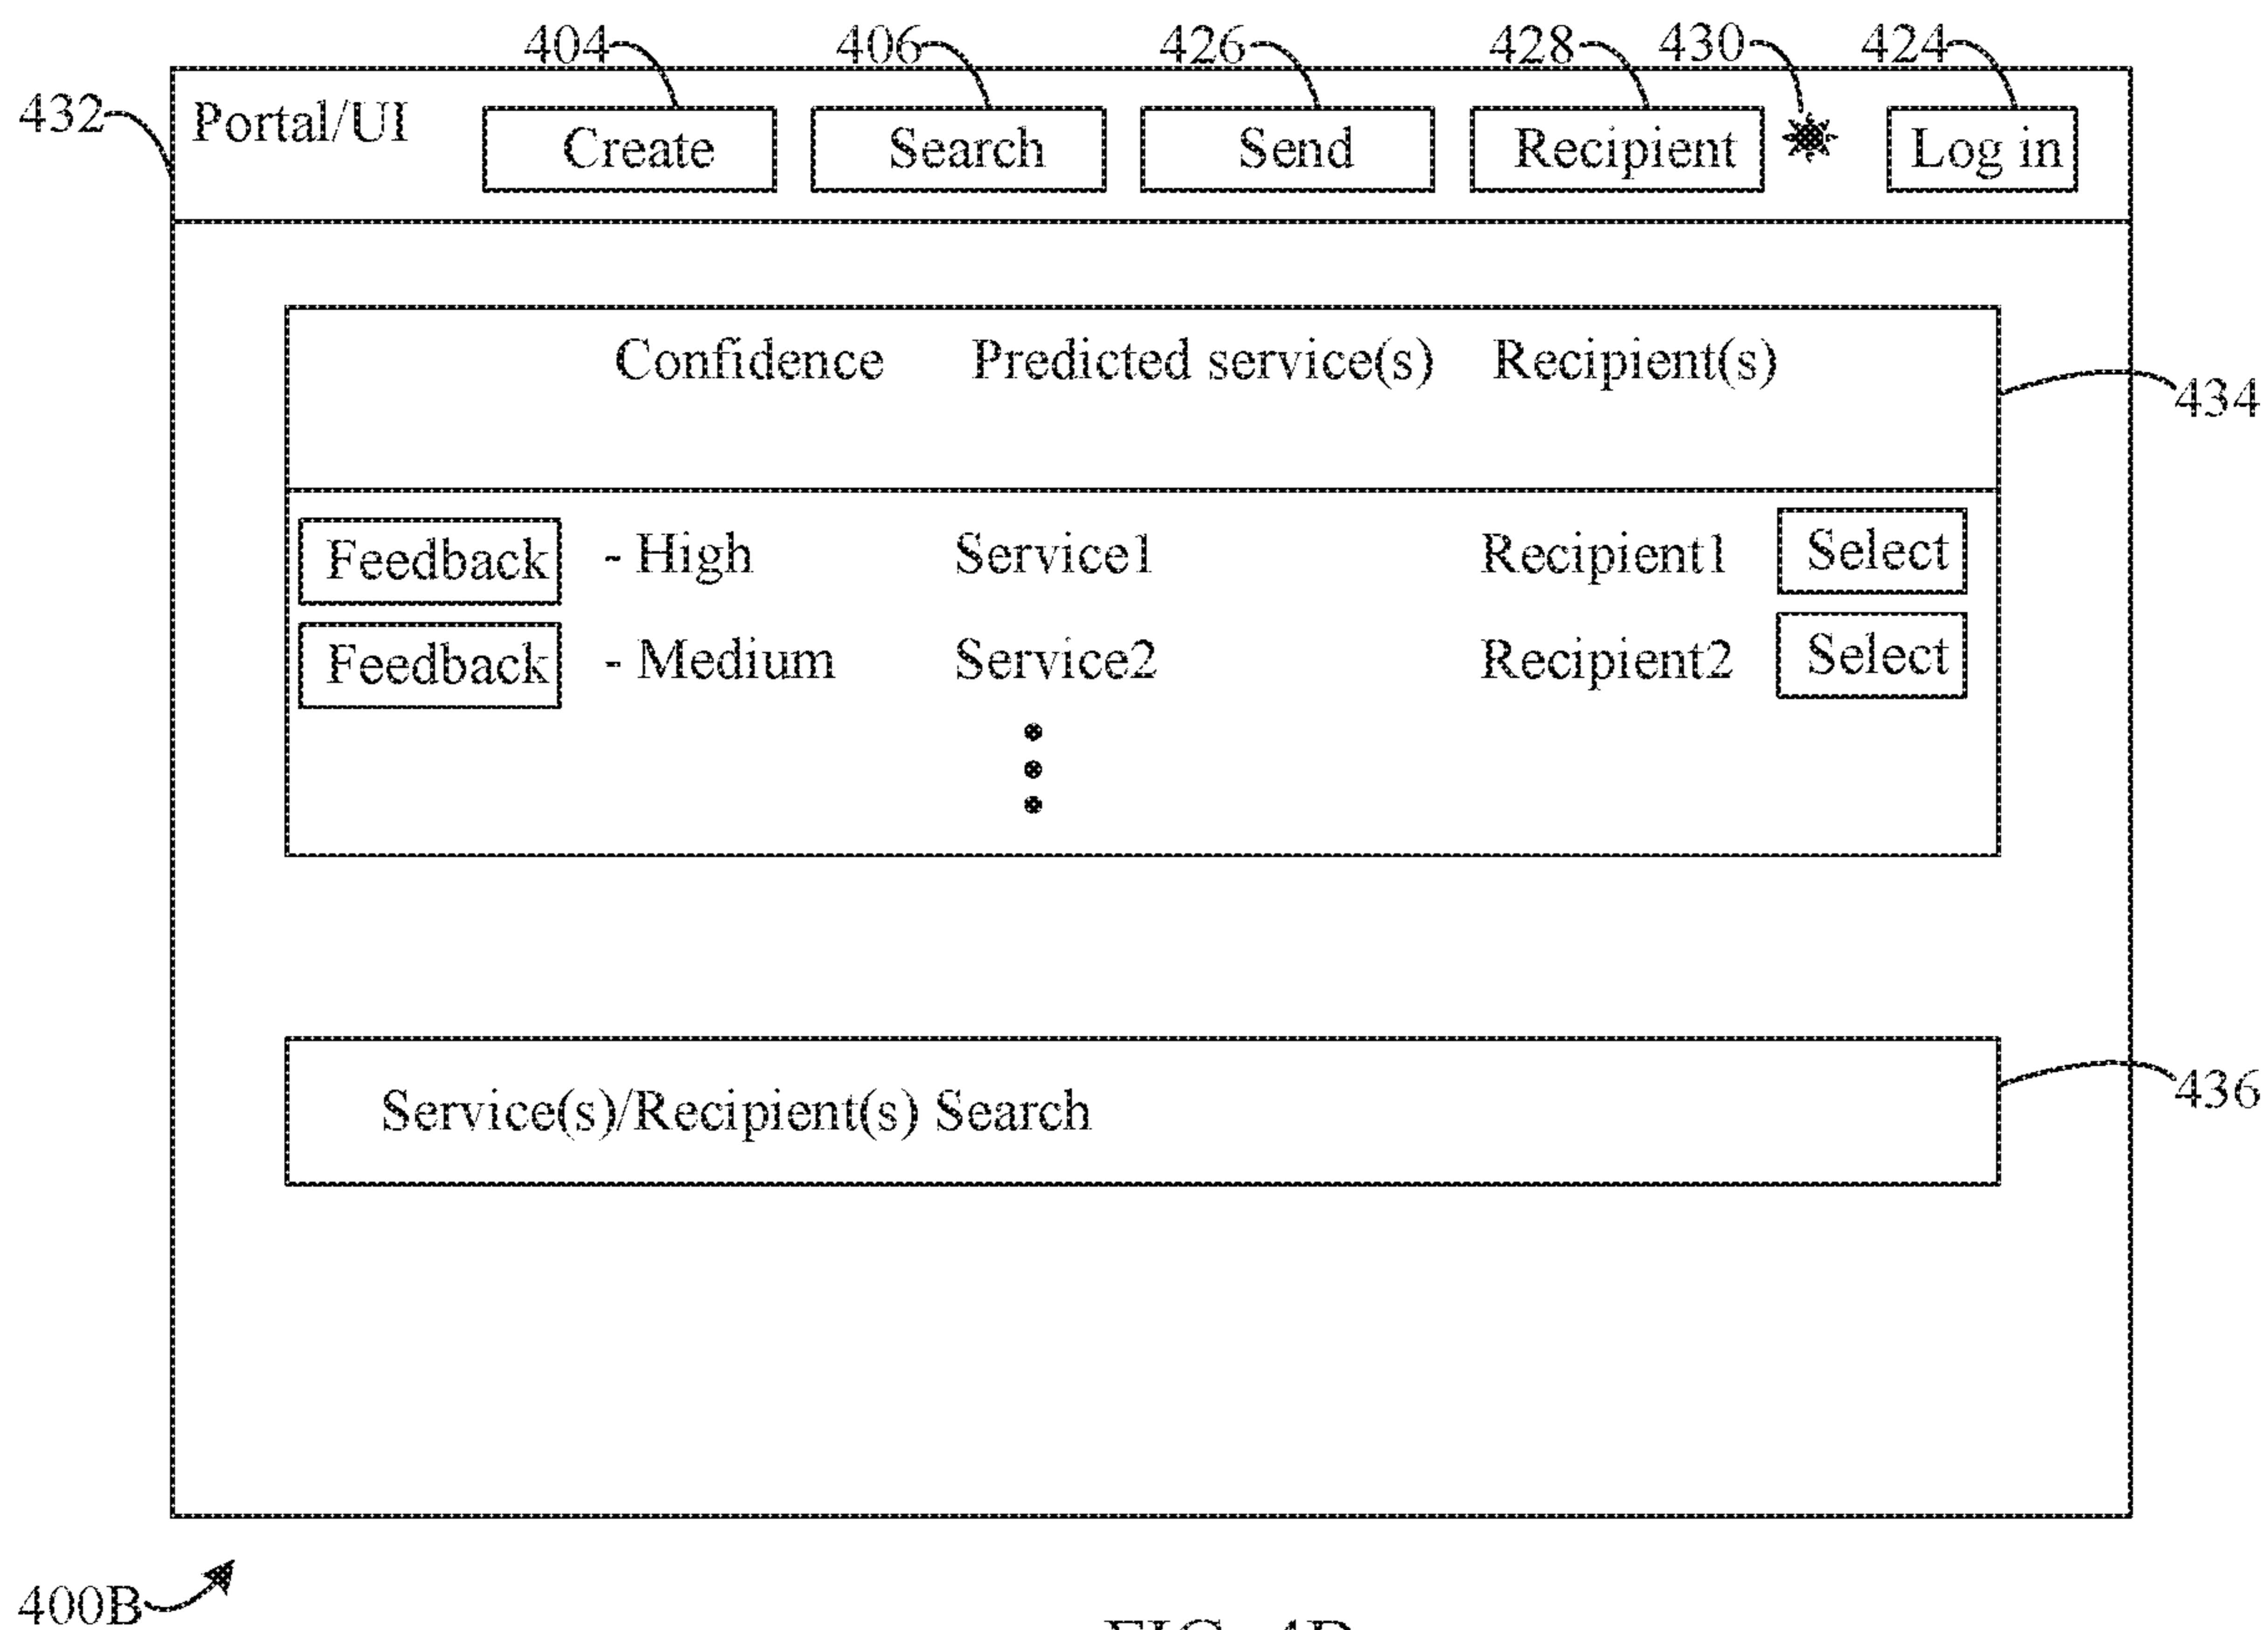 404 406 426 428 430 424
432 Portal/UI Create Search Send Recipient Log in
Confidence Predicted service(s) Recipient(s)
434
Feedback - High Service1 Recipient1 Select
Feedback - Medium Service2 Recipient2 Select
436
Service(s)/Recipient(s) Search
400B